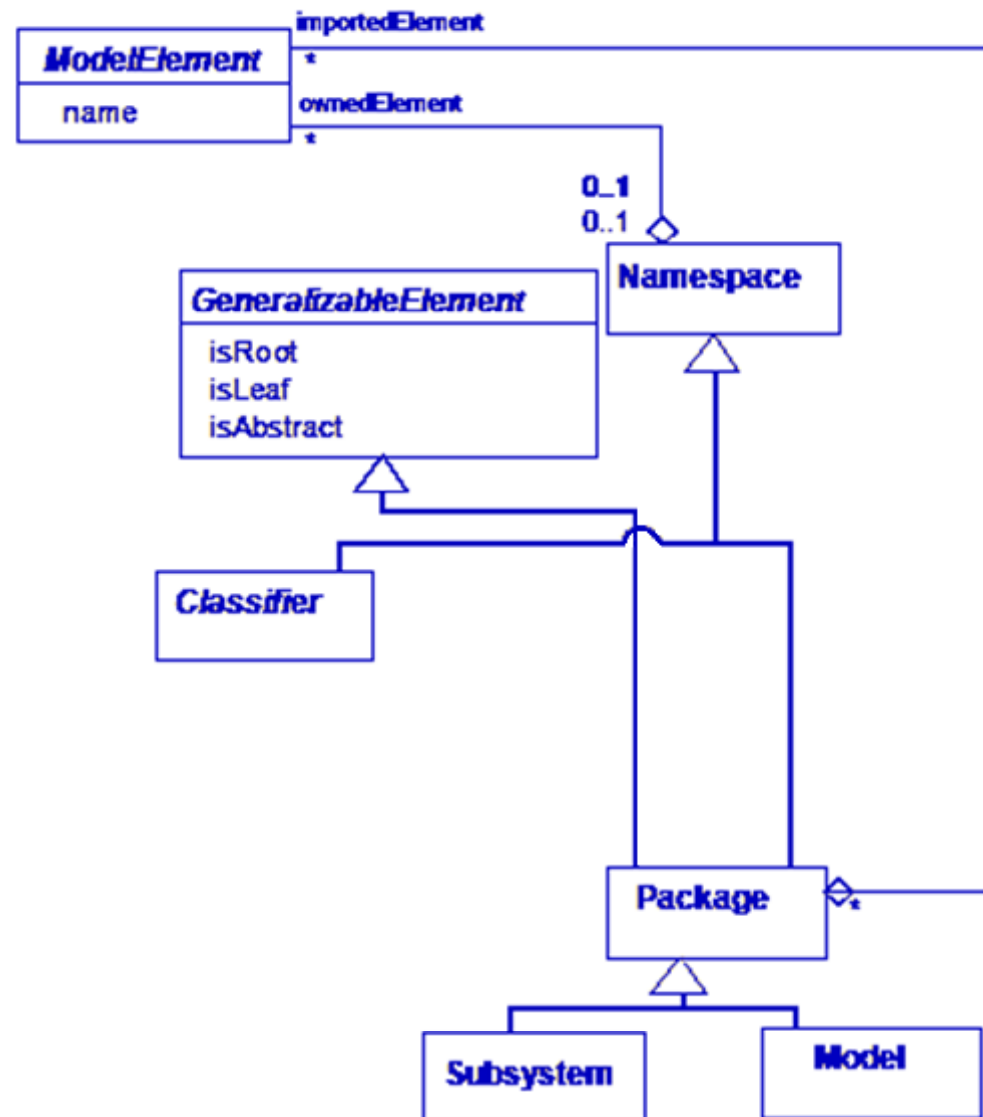 importedElement
*
ModelElement
name
ownedElement
*
0..1
0..1
Namespace
GeneralizableElement
isRoot
isLeaf
isAbstract
Classifier
Package
*
Subsystem
Model